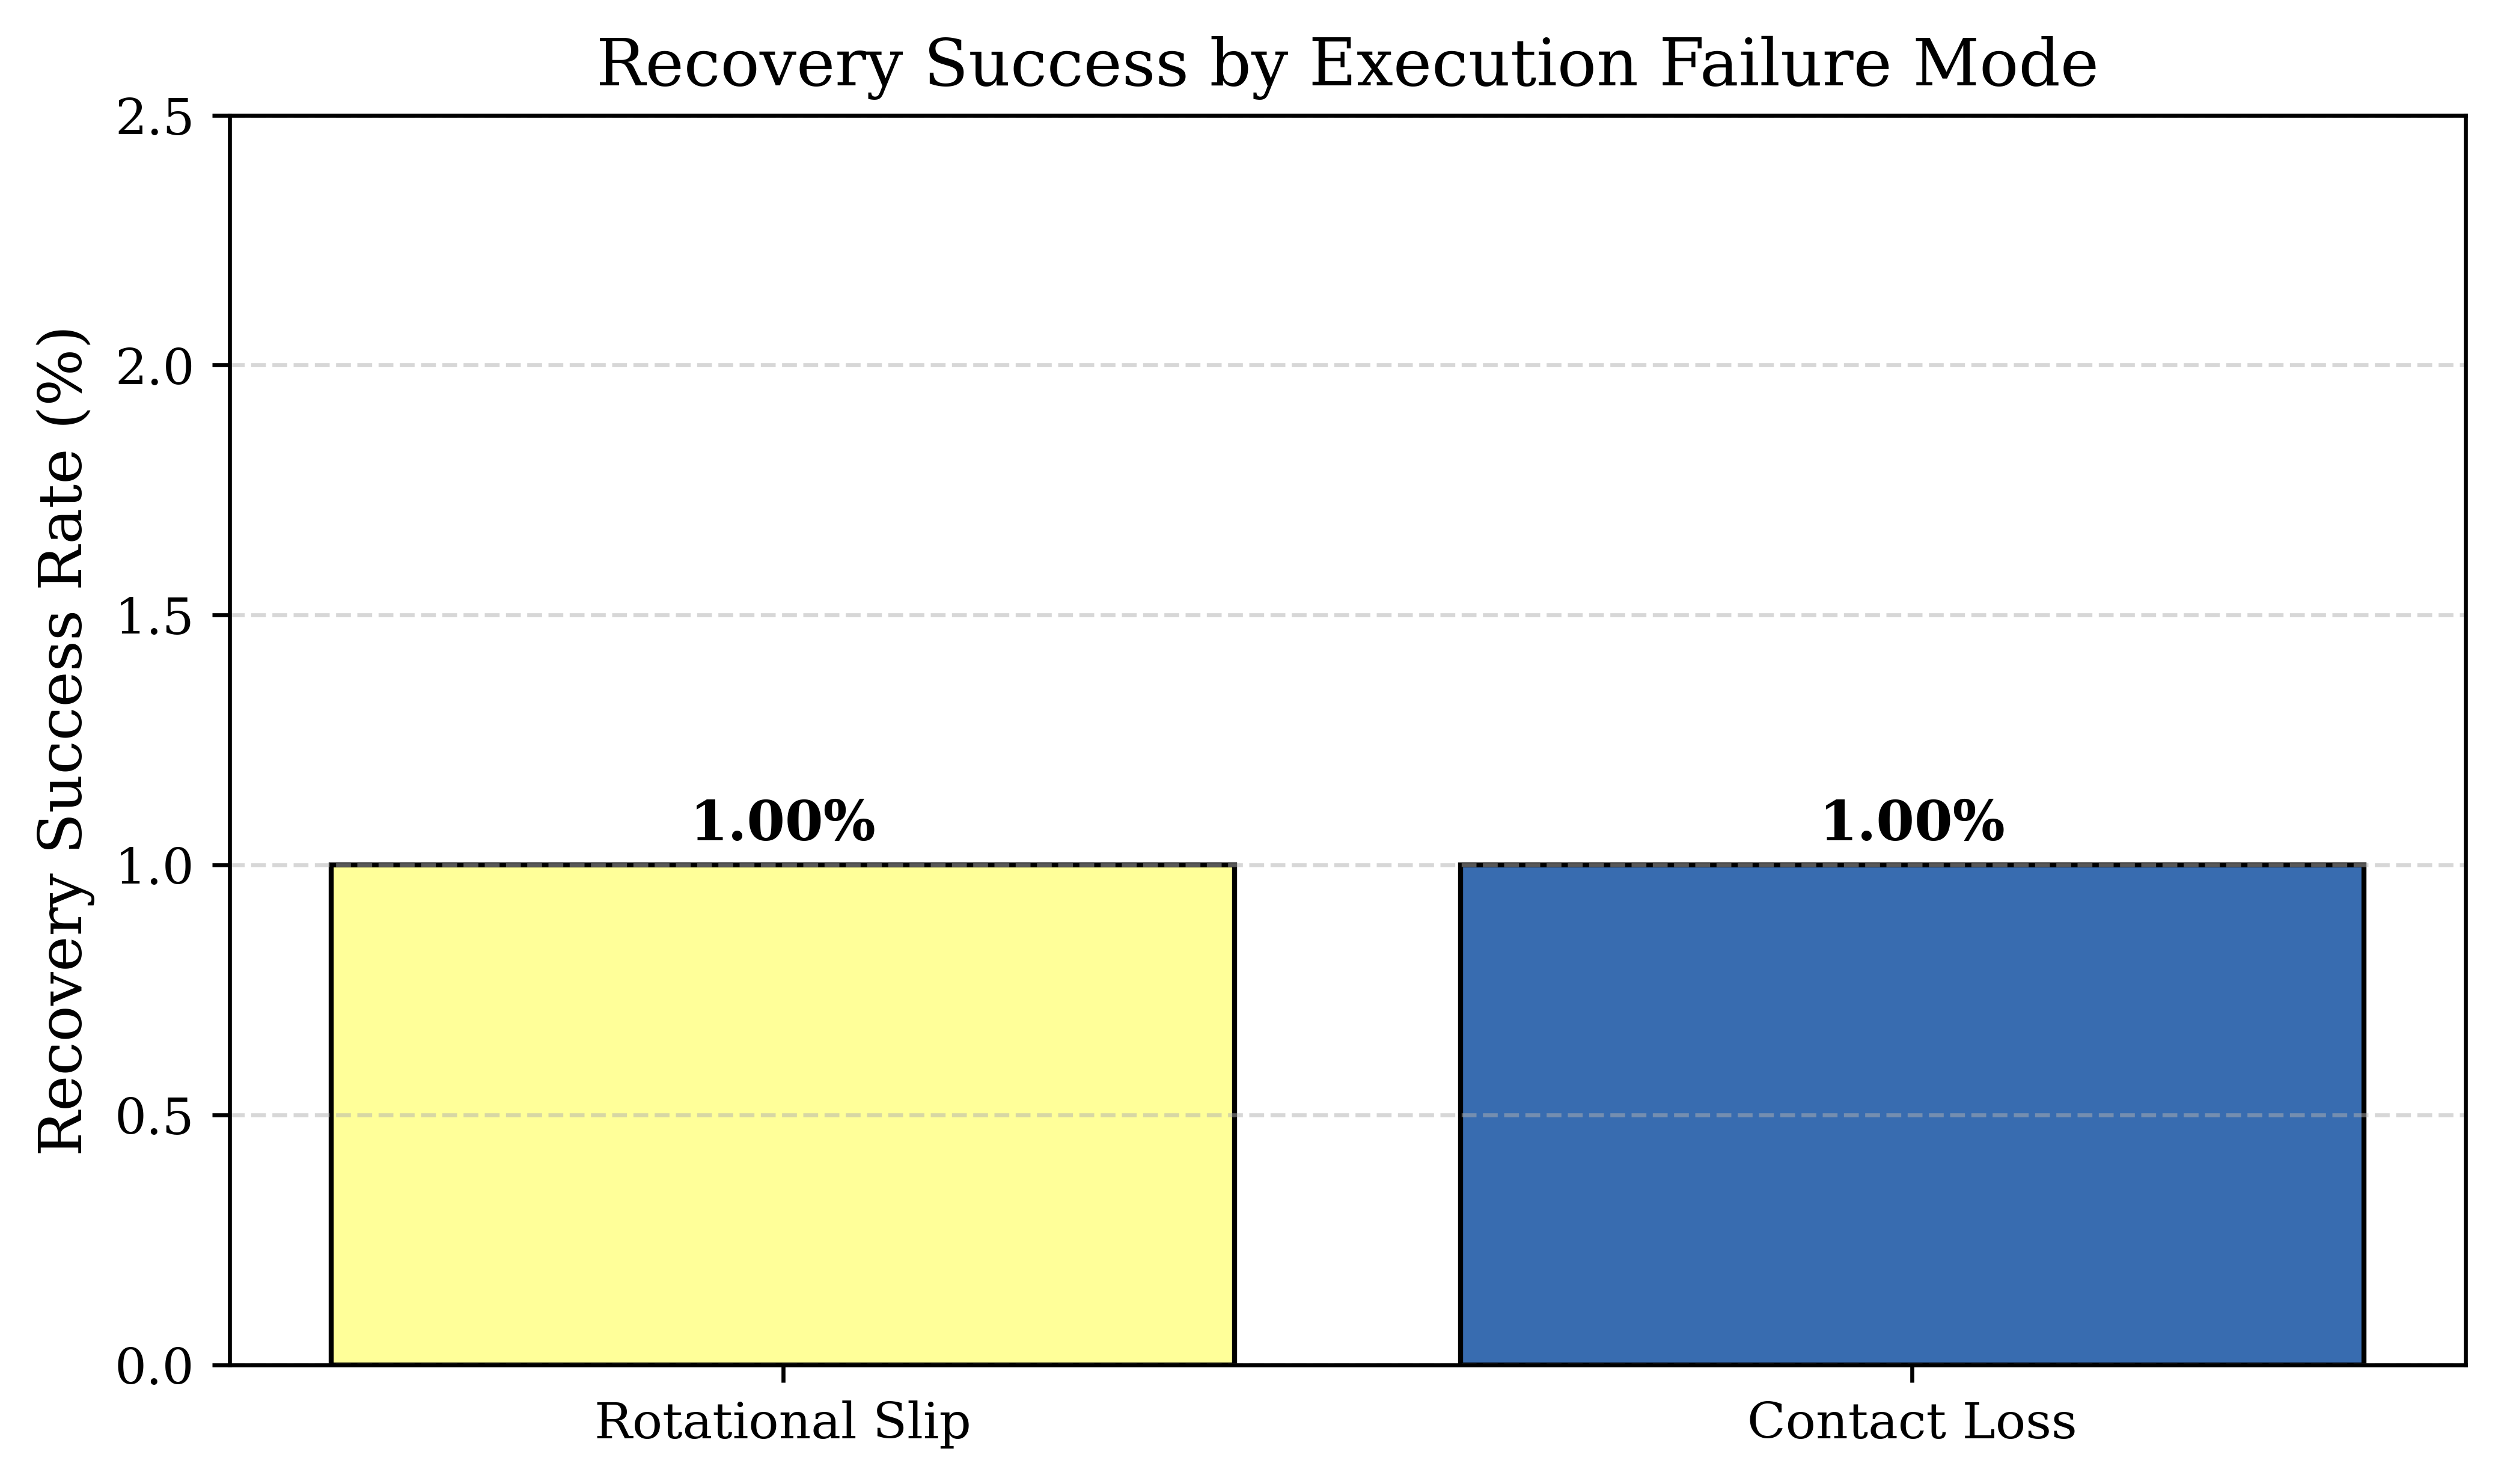 Recovery Success by Execution Failure Mode
Recovery Success Rate (%)
2.5
2.0
1.5
1.0
0.5
0.0
1.00%
1.00%
Rotational Slip
Contact Loss